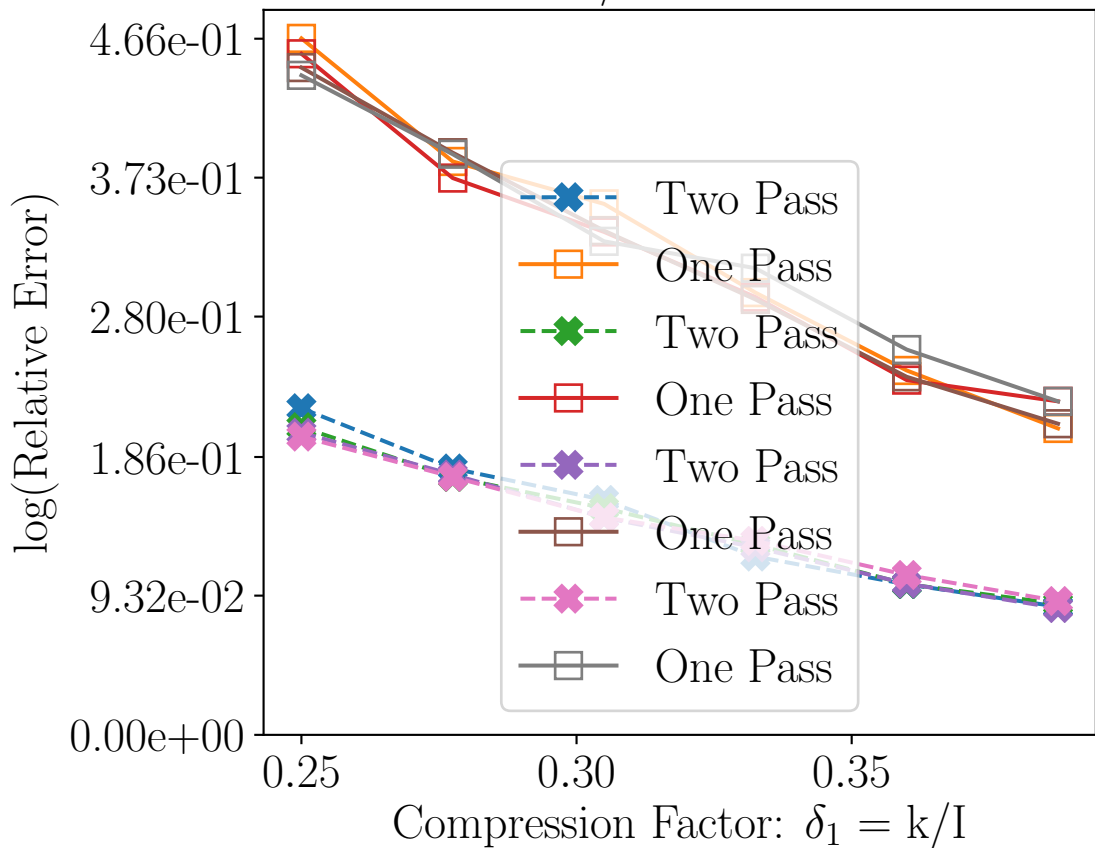 4.66e-01
3.73e-01
2.80e-01
1.86e-01
9.32e-02
0.00e+00
log(Relative Error)
Two Pass
One Pass
Two Pass
One Pass
Two Pass
One Pass
Two Pass
One Pass
0.25 0.30 0.35
Compression Factor: δ₁ = k/I